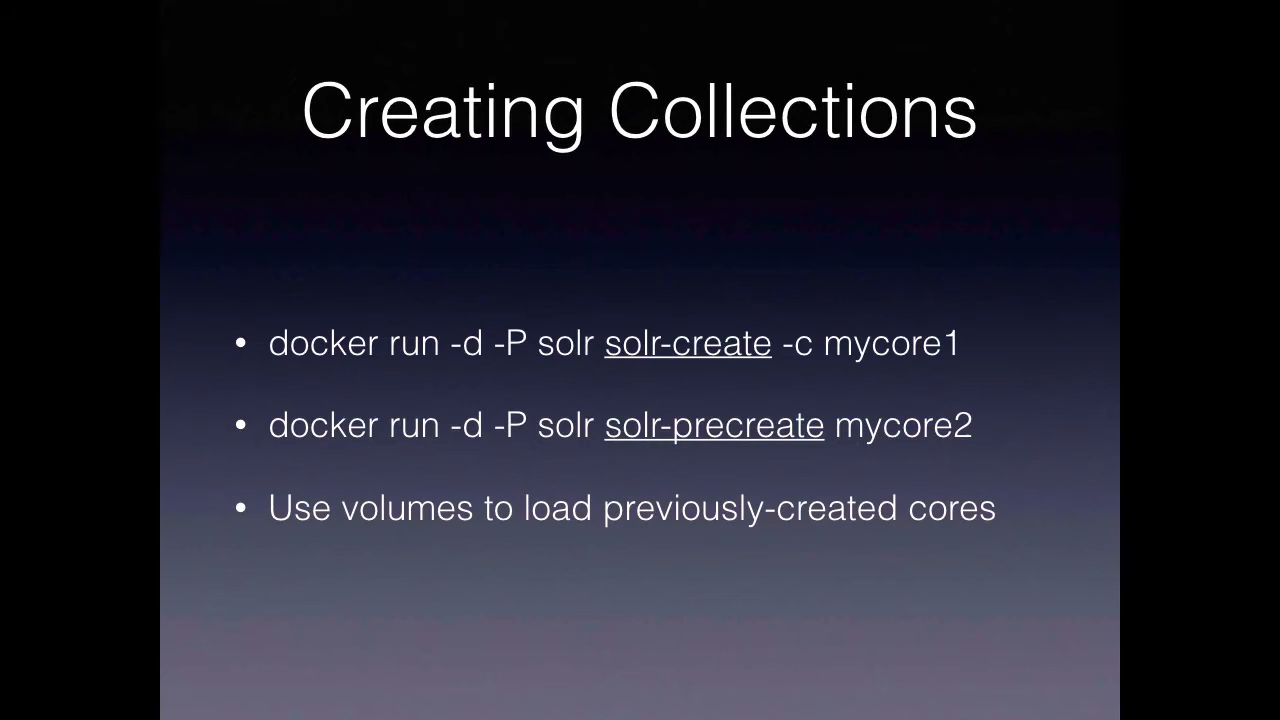 Creating Collections
• docker run -d -P solr solr-create -c mycore1
• docker run -d -P solr solr-precreate mycore2
• Use volumes to load previously-created cores